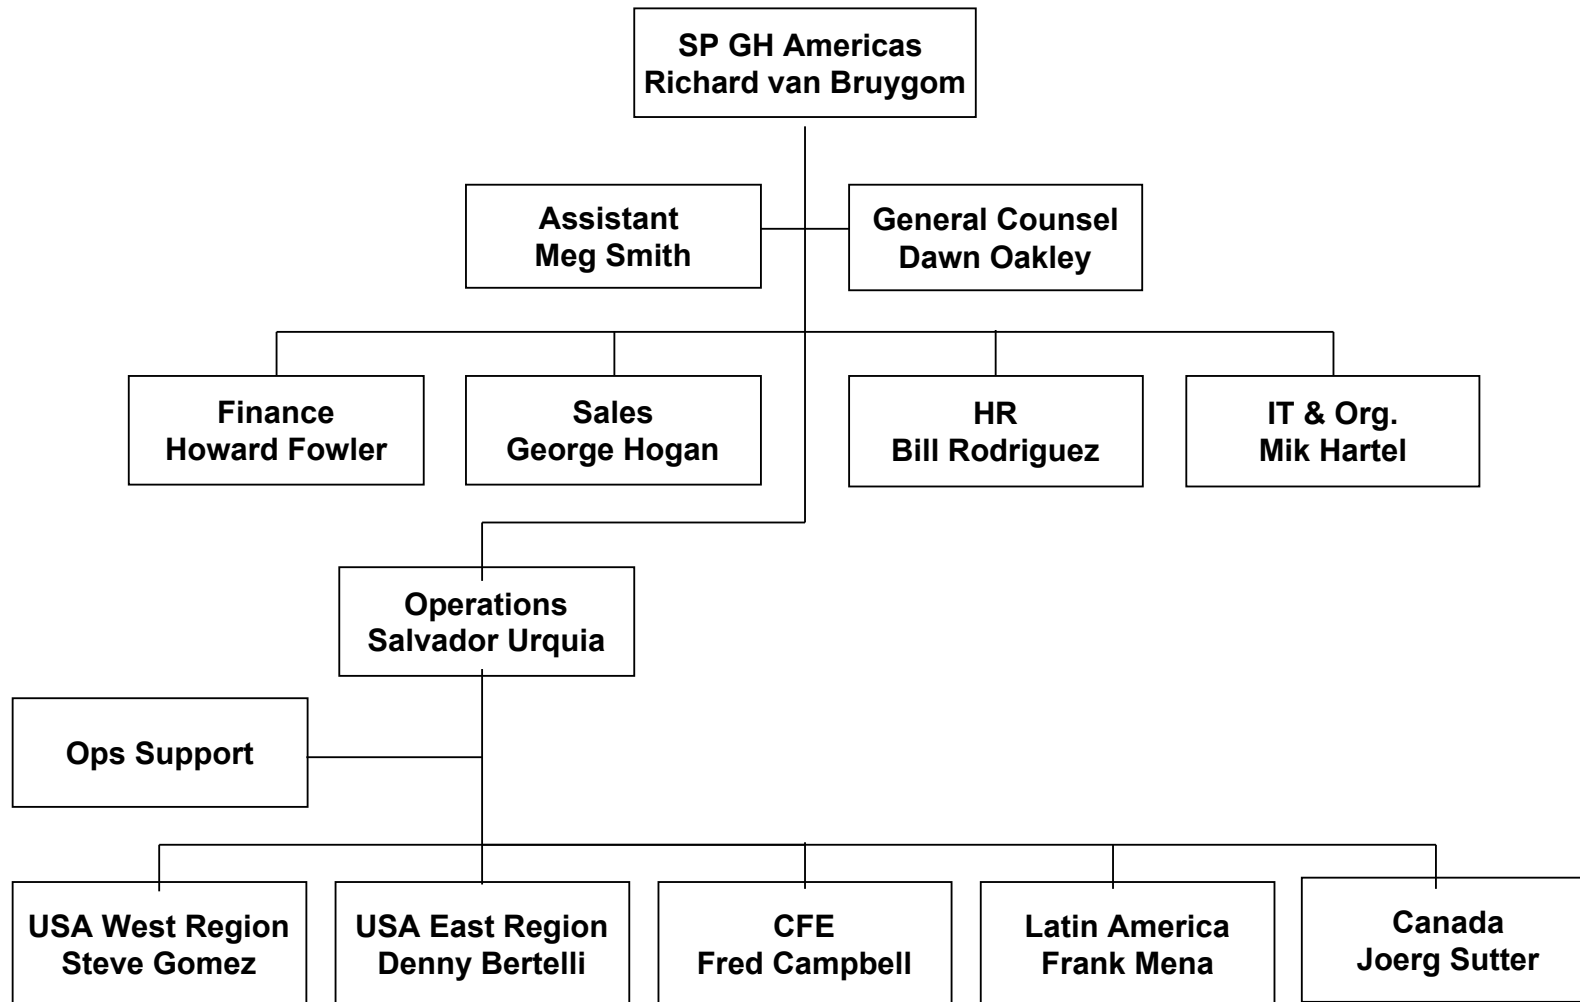 SP GH Americas
Richard van Bruygom
Assistant
Meg Smith
General Counsel
Dawn Oakley
Finance
Howard Fowler
Sales
George Hogan
HR
Bill Rodriguez
IT & Org.
Mik Hartel
Operations
Salvador Urquia
Ops Support
USA West Region
Steve Gomez
USA East Region
Denny Bertelli
CFE
Fred Campbell
Latin America
Frank Mena
Canada
Joerg Sutter